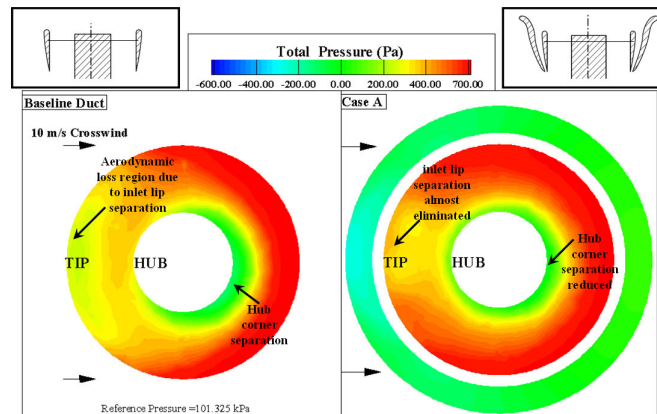 Total Pressure (Pa)
-600.00 -400.00 -200.00 0.00 200.00 400.00 700.00
Baseline Duct
10 m/s Crosswind
Aerodynamic
loss region due
to inlet lip
separation
TIP
HUB
Hub
corner
separation
Reference Pressure =101.325 kPa
Case A
inlet lip
separation
almost
eliminated
TIP
HUB
Hub
corner
separation
reduced